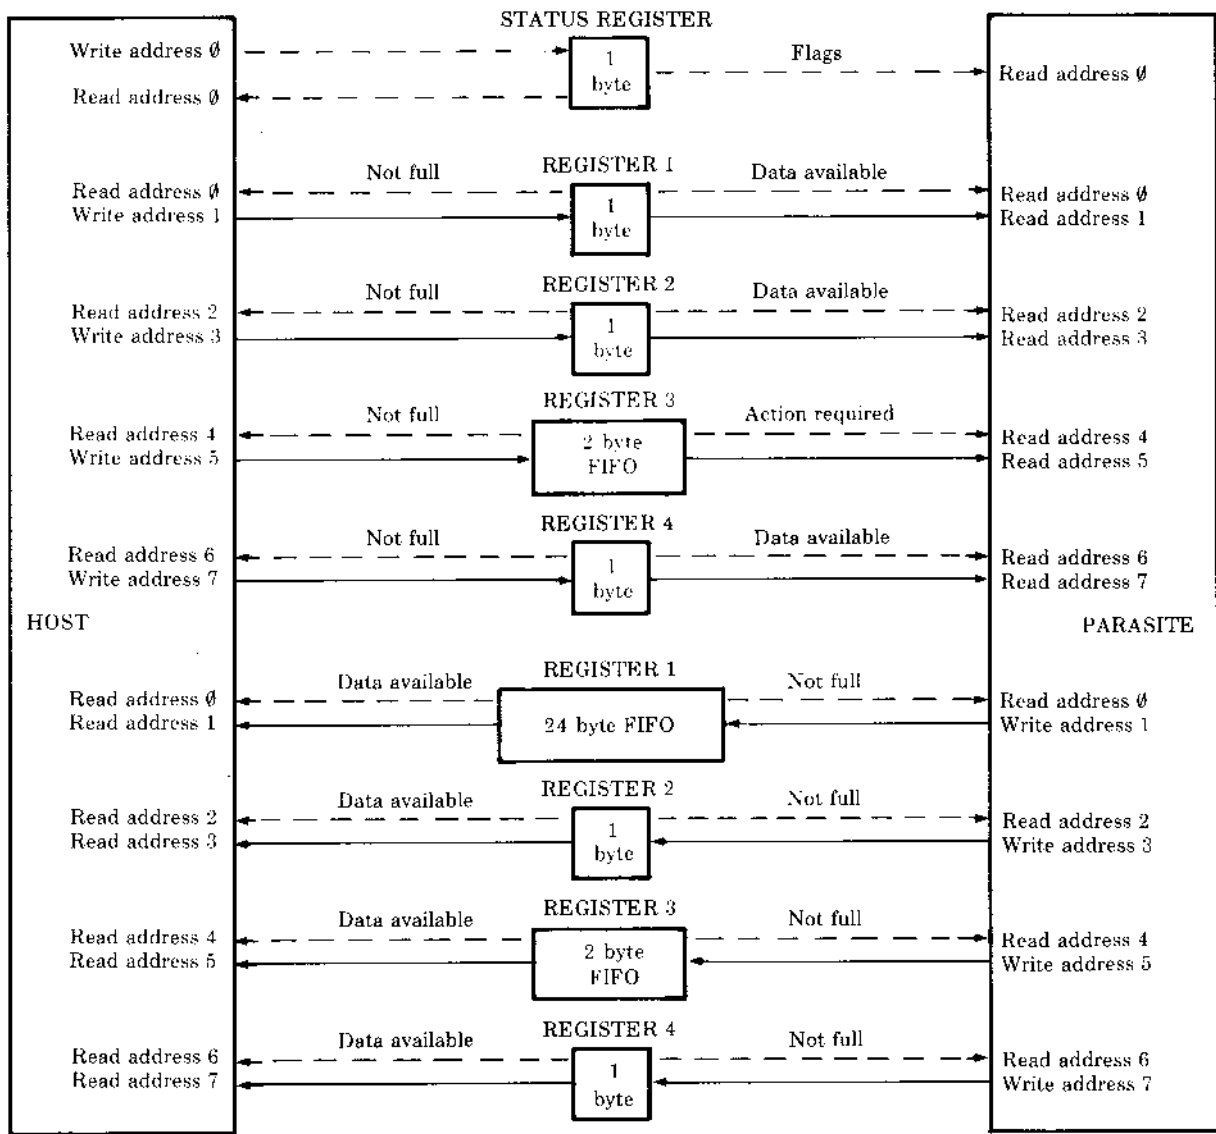 STATUS REGISTER
Write address 0
1
byte
Flags
Read address 0
Read address 0
REGISTER 1
Not full
Data available
Read address 0
Write address 1
1
byte
Read address 0
Read address 1
REGISTER 2
Not full
Data available
Read address 2
Write address 3
1
byte
Read address 2
Read address 3
REGISTER 3
Not full
Action required
Read address 4
Write address 5
2 byte
FIFO
Read address 4
Read address 5
REGISTER 4
Not full
Data available
Read address 6
Write address 7
1
byte
Read address 6
Read address 7
HOST
PARASITE
REGISTER 1
Data available
Not full
Read address 0
Read address 1
24 byte FIFO
Read address 0
Write address 1
REGISTER 2
Data available
Not full
Read address 2
Read address 3
1
byte
Read address 2
Write address 3
REGISTER 3
Data available
Not full
Read address 4
Read address 5
2 byte
FIFO
Read address 4
Write address 5
REGISTER 4
Data available
Not full
Read address 6
Read address 7
1
byte
Read address 6
Write address 7